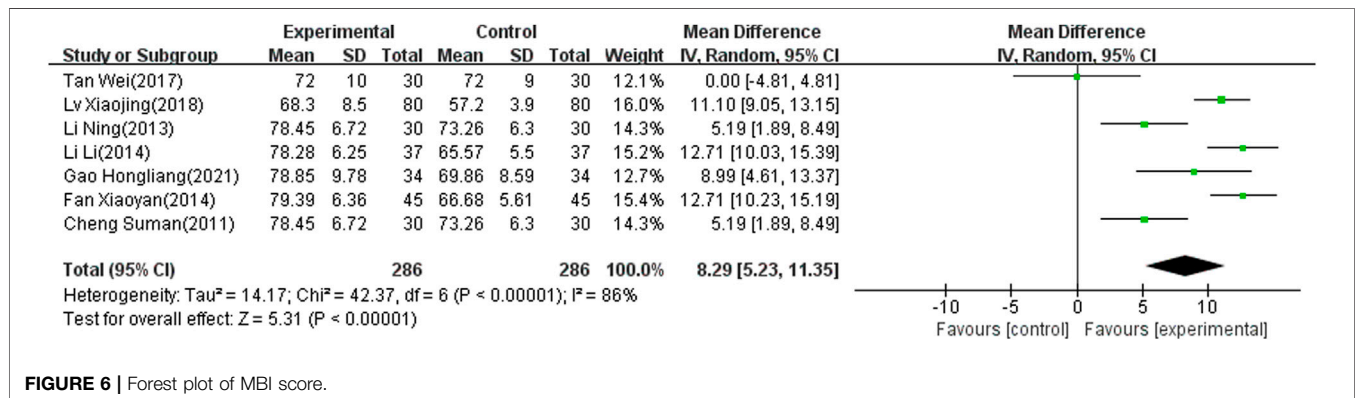 Experimental Control Mean Difference Mean Difference
Study or Subgroup Mean SD Total Mean SD Total Weight IV, Random, 95% CI IV, Random, 95% CI
Tan Wei(2017) 72 10 30 72 9 30 12.1% 0.00 [-4.81, 4.81]
Lv Xiaojing(2018) 68.3 8.5 80 57.2 3.9 80 16.0% 11.10 [9.05, 13.15]
Li Ning(2013) 78.45 6.72 30 73.26 6.3 30 14.3% 5.19 [1.89, 8.49]
Li Li(2014) 78.28 6.25 37 65.57 5.5 37 15.2% 12.71 [10.03, 15.39]
Gao Hongliang(2021) 78.85 9.78 34 69.86 8.59 34 12.7% 8.99 [4.61, 13.37]
Fan Xiaoyan(2014) 79.39 6.36 45 66.68 5.61 45 15.4% 12.71 [10.23, 15.19]
Cheng Suman(2011) 78.45 6.72 30 73.26 6.3 30 14.3% 5.19 [1.89, 8.49]
Total (95% CI) 286 286 100.0% 8.29 [5.23, 11.35]
Heterogeneity: Tau² = 14.17; Chi² = 42.37, df = 6 (P < 0.00001); I² = 86%
Test for overall effect: Z = 5.31 (P < 0.00001)
-10 -5 0 5 10
Favours [control] Favours [experimental]
FIGURE 6 | Forest plot of MBI score.